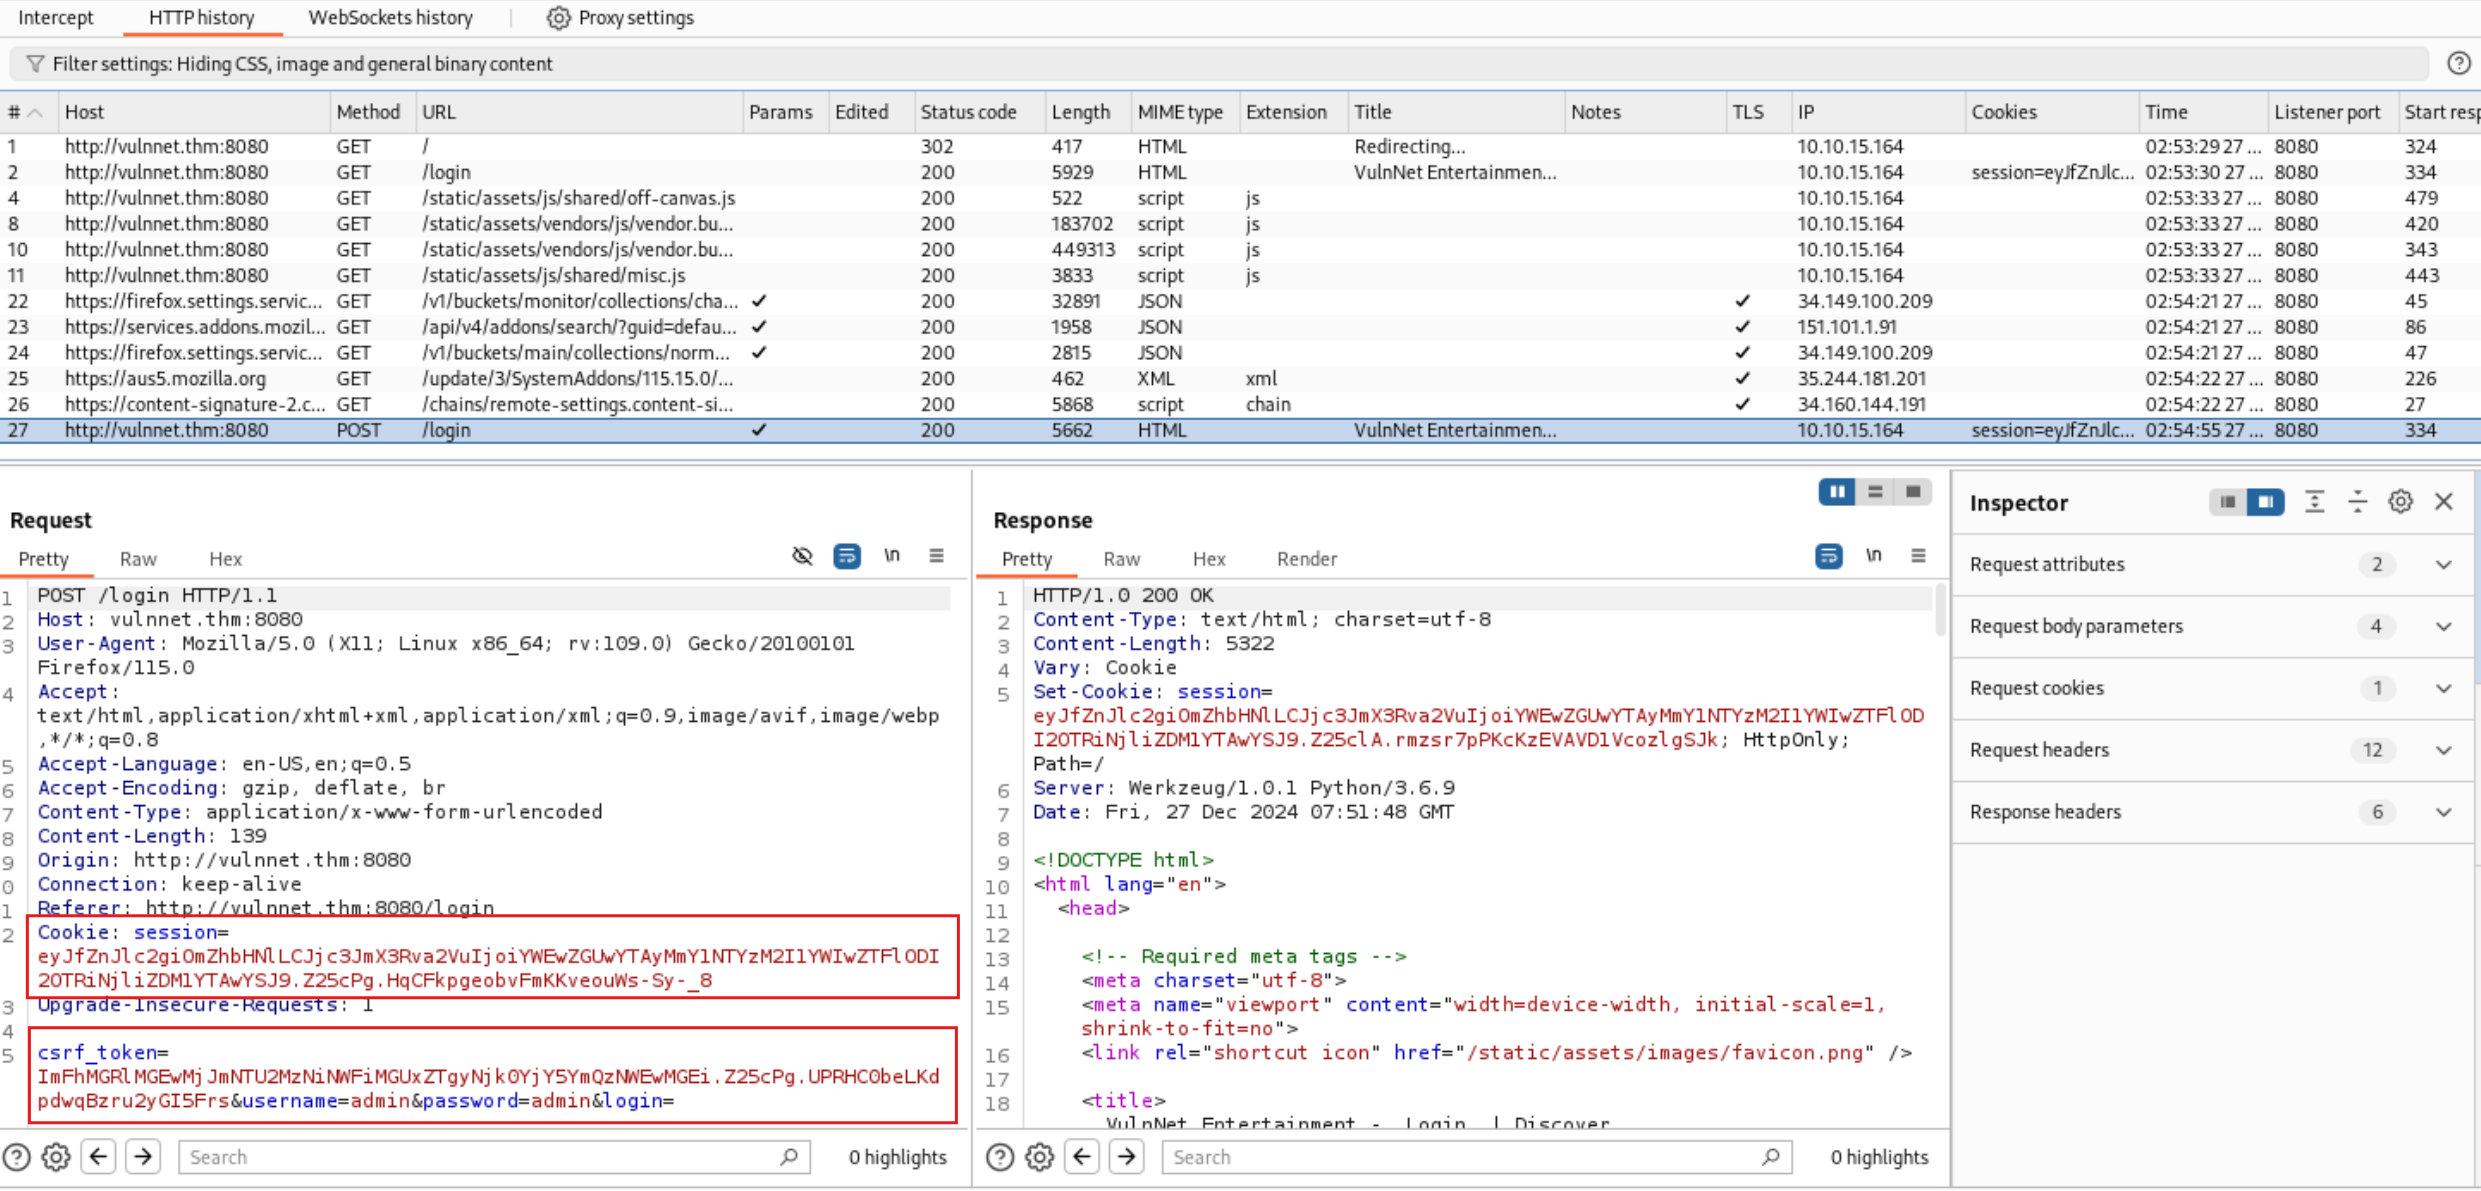 Intercept HTTP history WebSockets history Proxy settings
Filter settings: Hiding CSS, image and general binary content
# Host Method URL Params Edited Status code Length MIME type Extension Title Notes TLS IP Cookies Time Listener port Start resp
1 http://vulnnet.thm:8080 GET / 302 417 HTML Redirecting... 10.10.15.164 02:53:29 27 ... 8080 324
2 http://vulnnet.thm:8080 GET /login 200 5929 HTML VulnNet Entertainmen... 10.10.15.164 session=eyJfZnJlc... 02:53:30 27 ... 8080 334
4 http://vulnnet.thm:8080 GET /static/assets/js/shared/off-canvas.js 200 522 script js 10.10.15.164 02:53:33 27 ... 8080 479
8 http://vulnnet.thm:8080 GET /static/assets/vendors/js/vendor.bu... 200 183702 script js 10.10.15.164 02:53:33 27 ... 8080 420
10 http://vulnnet.thm:8080 GET /static/assets/vendors/js/vendor.bu... 200 449313 script js 10.10.15.164 02:53:33 27 ... 8080 343
11 http://vulnnet.thm:8080 GET /static/assets/js/shared/misc.js 200 3833 script js 10.10.15.164 02:53:33 27 ... 8080 443
22 https://firefox.settings.servic... GET /v1/buckets/monitor/collections/cha... ✓ 200 32891 JSON ✓ 34.149.100.209 02:54:21 27 ... 8080 45
23 https://services.addons.mozil... GET /api/v4/addons/search/?guid=defau... ✓ 200 1958 JSON ✓ 151.101.1.91 02:54:21 27 ... 8080 86
24 https://firefox.settings.servic... GET /v1/buckets/main/collections/norm... ✓ 200 2815 JSON ✓ 34.149.100.209 02:54:21 27 ... 8080 47
25 https://aus5.mozilla.org GET /update/3/SystemAddons/115.15.0/... 200 462 XML xml ✓ 35.244.181.201 02:54:22 27 ... 8080 226
26 https://content-signature-2.c... GET /chains/remote-settings.content-si... 200 5868 script chain ✓ 34.160.144.191 02:54:22 27 ... 8080 27
27 http://vulnnet.thm:8080 POST /login ✓ 200 5662 HTML VulnNet Entertainmen... 10.10.15.164 session=eyJfZnJlc... 02:54:55 27 ... 8080 334
Request
Pretty Raw Hex \n
1 POST /login HTTP/1.1
2 Host: vulnnet.thm:8080
3 User-Agent: Mozilla/5.0 (X11; Linux x86_64; rv:109.0) Gecko/20100101
Firefox/115.0
4 Accept:
text/html,application/xhtml+xml,application/xml;q=0.9,image/avif,image/webp
,*/*;q=0.8
5 Accept-Language: en-US,en;q=0.5
6 Accept-Encoding: gzip, deflate, br
7 Content-Type: application/x-www-form-urlencoded
8 Content-Length: 139
9 Origin: http://vulnnet.thm:8080
0 Connection: keep-alive
1 Referer: http://vulnnet.thm:8080/login
2 Cookie: session=
eyJfZnJlc2giOmZhbHNlLCJjc3JmX3Rva2VuIjoiYWEwZGUwYTAyMmY1NTYzM2I1YWIwZTFlODI
2OTRiNjliZDM1YTAwYSJ9.Z25cPg.HqCFkpgeobvFmKKveouWs-Sy-_8
3 Upgrade-Insecure-Requests: 1
4
5 csrf_token=
ImFhMGRlMGEwMjJmNTU2MzNiNWFiMGUxZTgyNjk0YjY5YmQzNWEwMGEi.Z25cPg.UPRHC0beLKd
pdwqBzru2yGI5Frs&username=admin&password=admin&login=
Search 0 highlights
Response
Pretty Raw Hex Render \n
1 HTTP/1.0 200 OK
2 Content-Type: text/html; charset=utf-8
3 Content-Length: 5322
4 Vary: Cookie
5 Set-Cookie: session=
eyJfZnJlc2giOmZhbHNlLCJjc3JmX3Rva2VuIjoiYWEwZGUwYTAyMmY1NTYzM2I1YWIwZTFlOD
I2OTRiNjliZDM1YTAwYSJ9.Z25clA.rmzsr7pPKcKzEVAVD1VcozlgSJk; HttpOnly;
Path=/
6 Server: Werkzeug/1.0.1 Python/3.6.9
7 Date: Fri, 27 Dec 2024 07:51:48 GMT
8
9 <!DOCTYPE html>
10 <html lang="en">
11 <head>
12
13 <!-- Required meta tags -->
14 <meta charset="utf-8">
15 <meta name="viewport" content="width=device-width, initial-scale=1,
shrink-to-fit=no">
16 <link rel="shortcut icon" href="/static/assets/images/favicon.png" />
17
18 <title>
VulnNet Entertainment - Login | Discover
Search 0 highlights
Inspector
Request attributes 2
Request body parameters 4
Request cookies 1
Request headers 12
Response headers 6